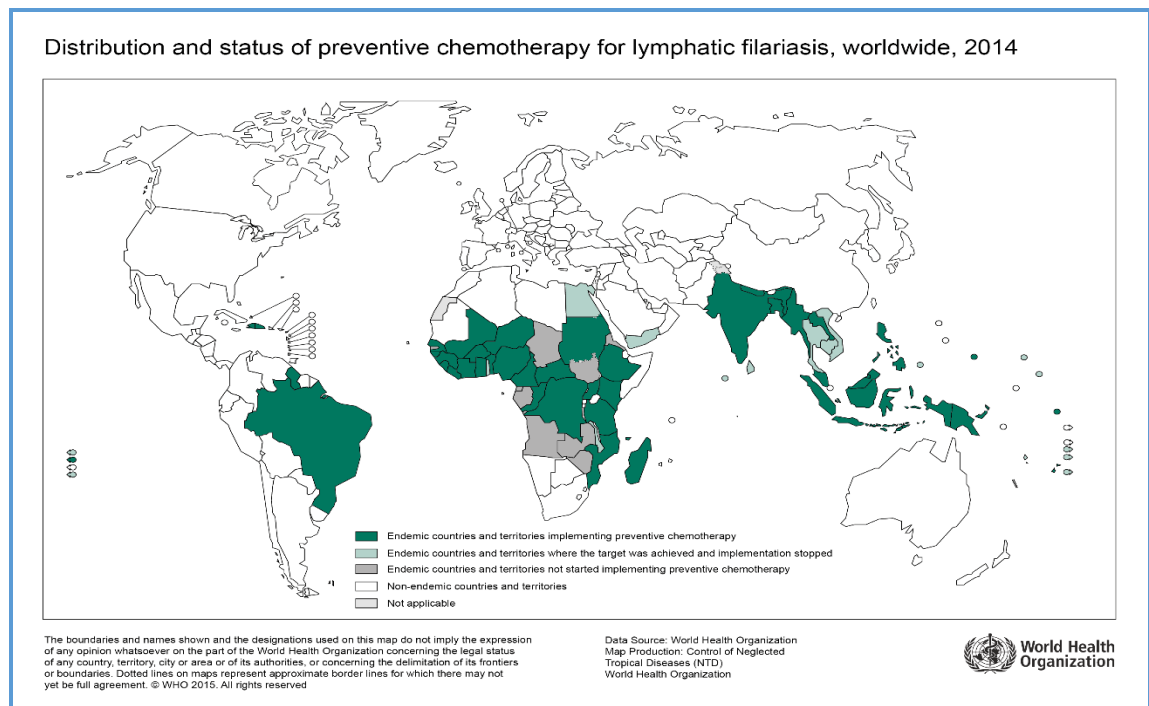 Distribution and status of preventive chemotherapy for lymphatic filariasis, worldwide, 2014
Endemic countries and territories implementing preventive chemotherapy
Endemic countries and territories where the target was achieved and implementation stopped
Endemic countries and territories not started implementing preventive chemotherapy
Non-endemic countries and territories
Not applicable
The boundaries and names shown and the designations used on this map do not imply the expression
of any opinion whatsoever on the part of the World Health Organization concerning the legal status
of any country, territory, city or area or of its authorities, or concerning the delimitation of its frontiers
or boundaries. Dotted lines on maps represent approximate border lines for which there may not
yet be full agreement. © WHO 2015. All rights reserved
Data Source: World Health Organization
Map Production: Control of Neglected
Tropical Diseases (NTD)
World Health Organization
World Health
Organization